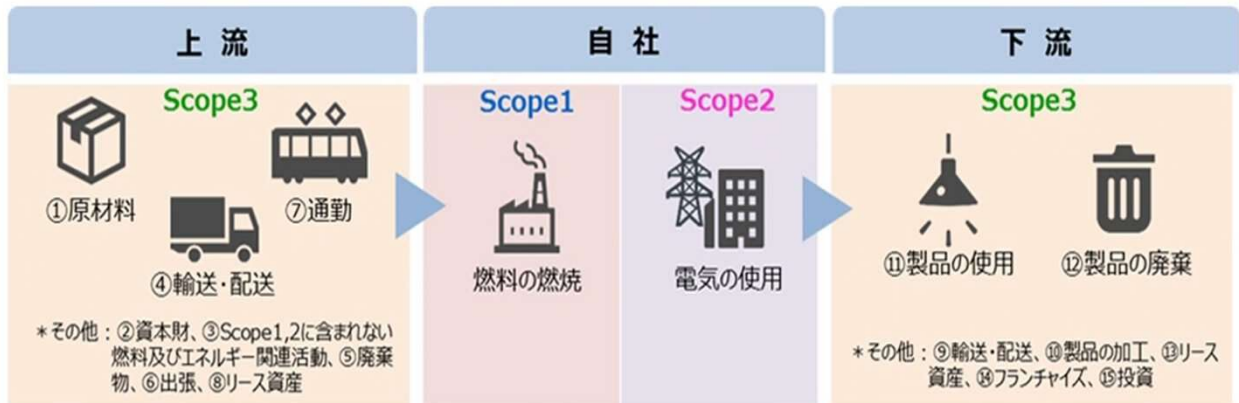 上流
Scope3
①原材料
⑦通勤
④輸送・配送
＊その他：②資本財、③Scope1,2に含まれない
燃料及びエネルギー関連活動、⑤廃棄
物、⑥出張、⑧リース資産
自社
Scope1
燃料の燃焼
Scope2
電気の使用
下流
Scope3
⑪製品の使用
⑫製品の廃棄
＊その他：⑨輸送・配送、⑩製品の加工、⑬リース
資産、⑭フランチャイズ、⑮投資